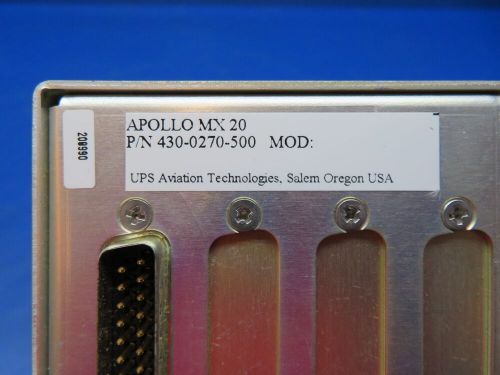 APOLLO MX 20
P/N 430-0270-500 MOD:
UPS Aviation Technologies, Salem Oregon USA
208990